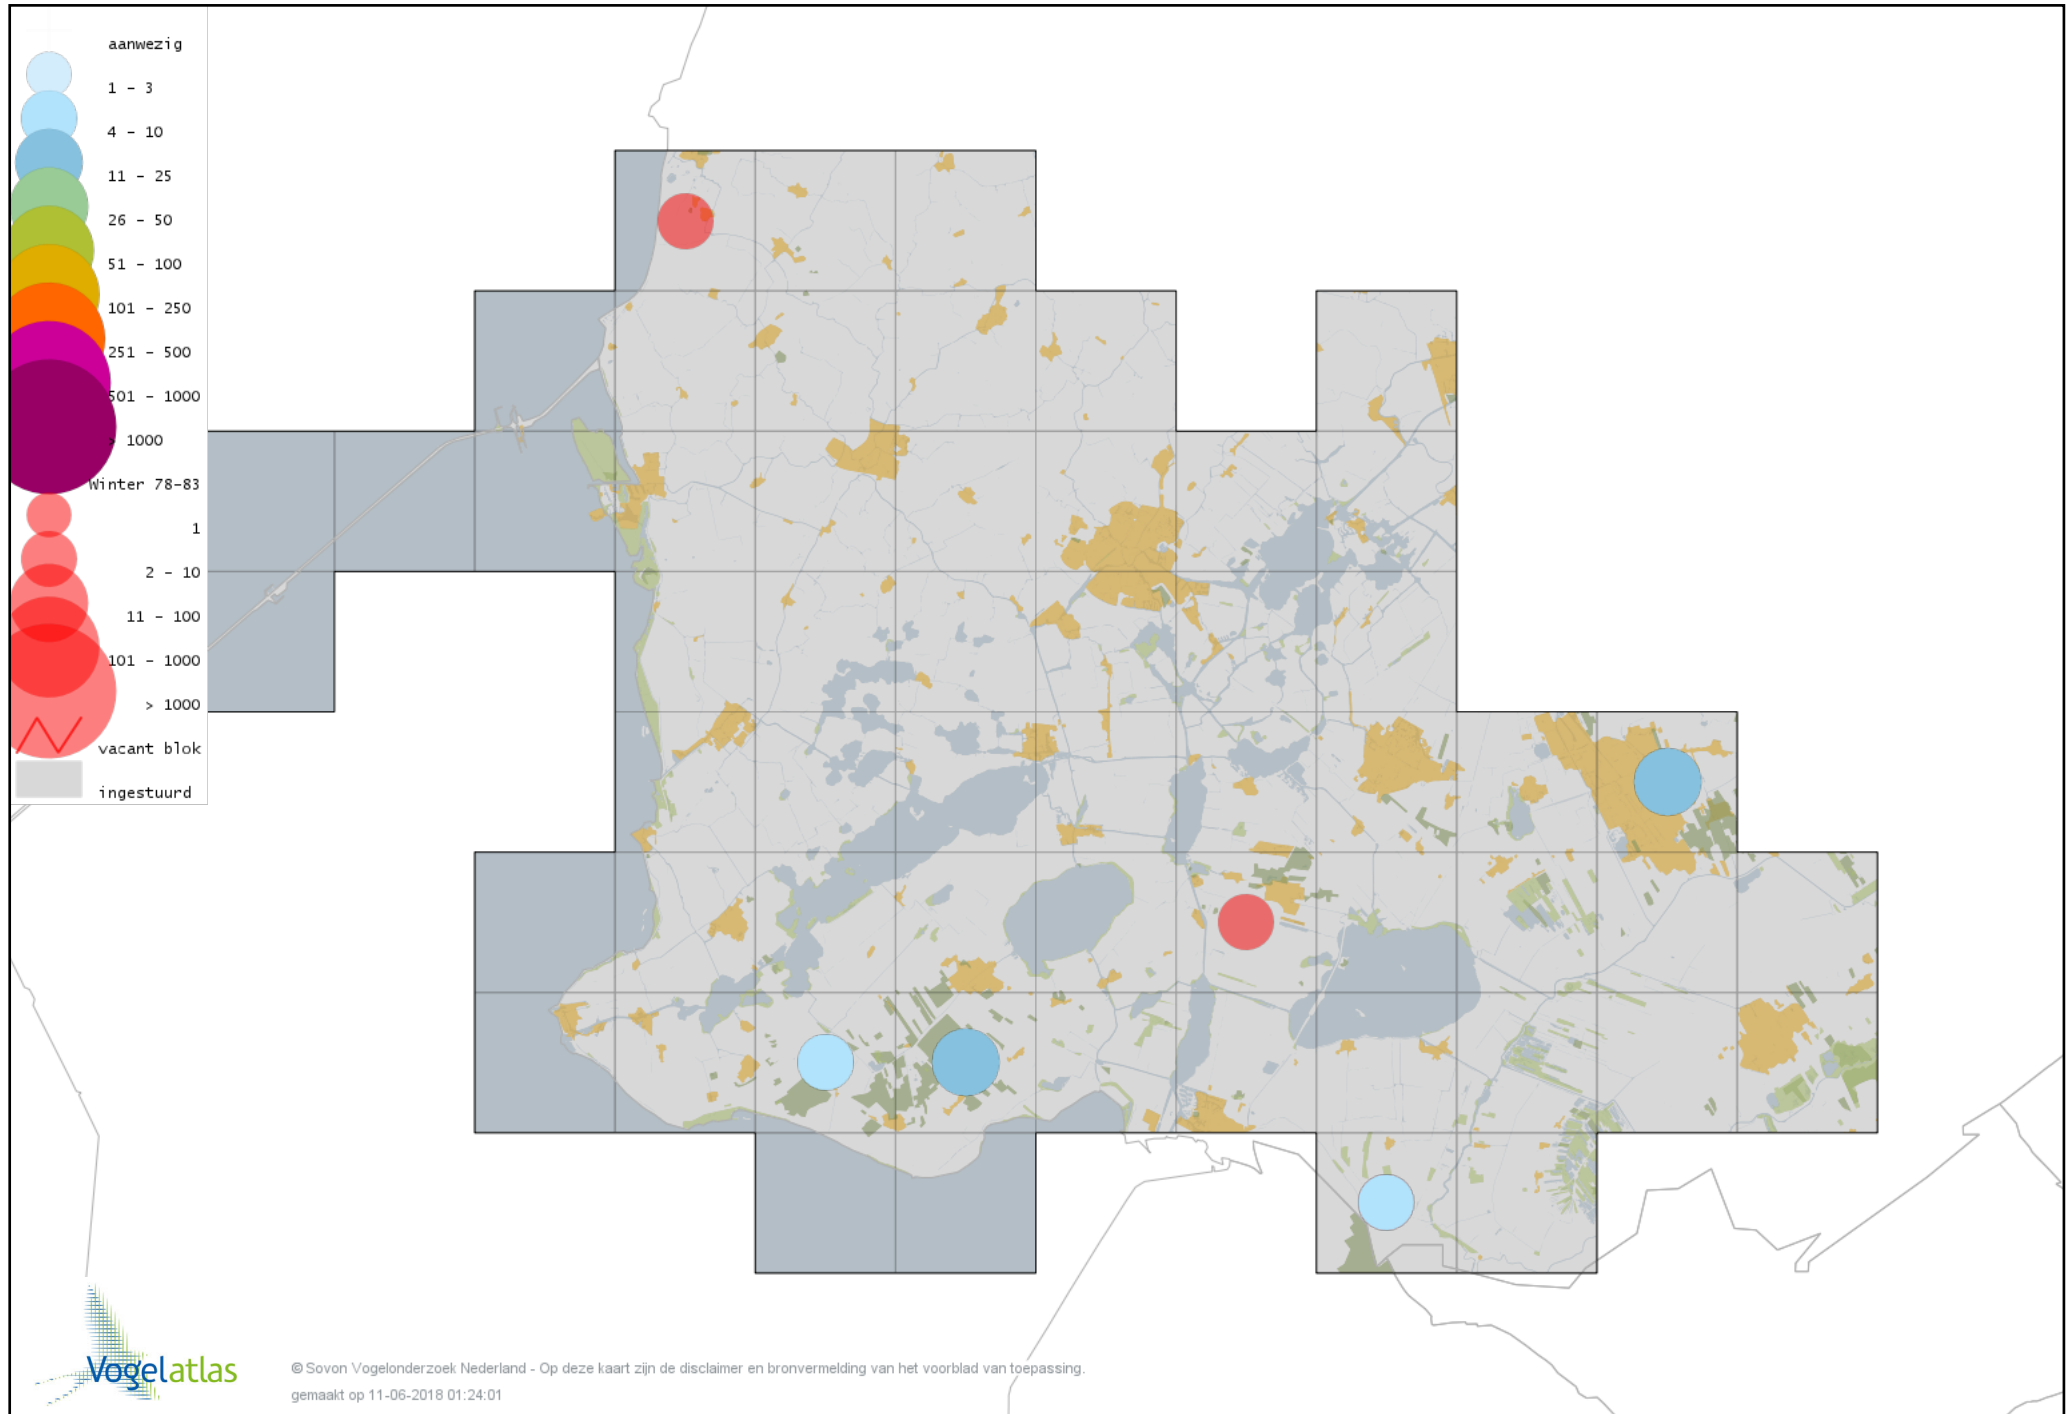 aanwezig
1 - 3
4 - 10
11 - 25
26 - 50
51 - 100
101 - 250
251 - 500
501 - 1000
> 1000
Winter 78-83
1
2 - 10
11 - 100
101 - 1000
> 1000
vacant blok
ingestuurd
Vogelatlas
© Sovon Vogelonderzoek Nederland - Op deze kaart zijn de disclaimer en bronvermelding van het voorblad van toepassing.
gemaakt op 11-06-2018 01:24:01